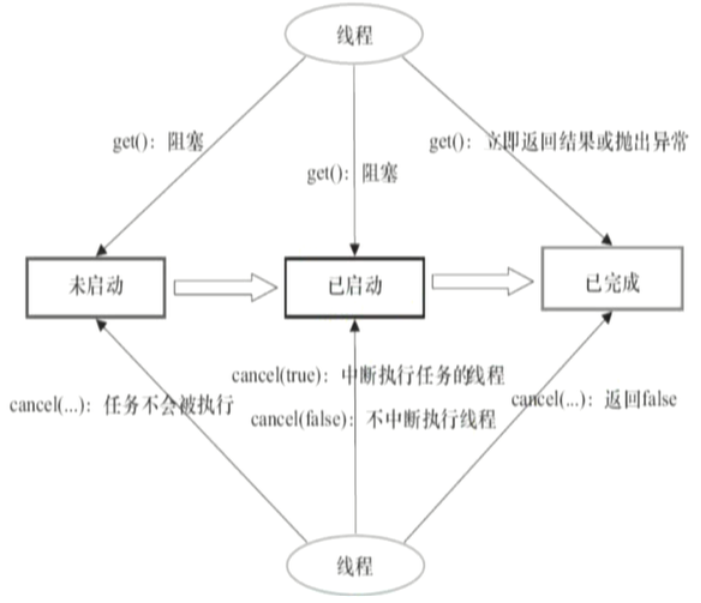 线程
get()：阻塞
get()：立即返回结果或抛出异常
get()：阻塞
未启动
已启动
已完成
cancel(true)：中断执行任务的线程
cancel(...)：任务不会被执行
cancel(...)：返回false
cancel(false)：不中断执行线程
线程